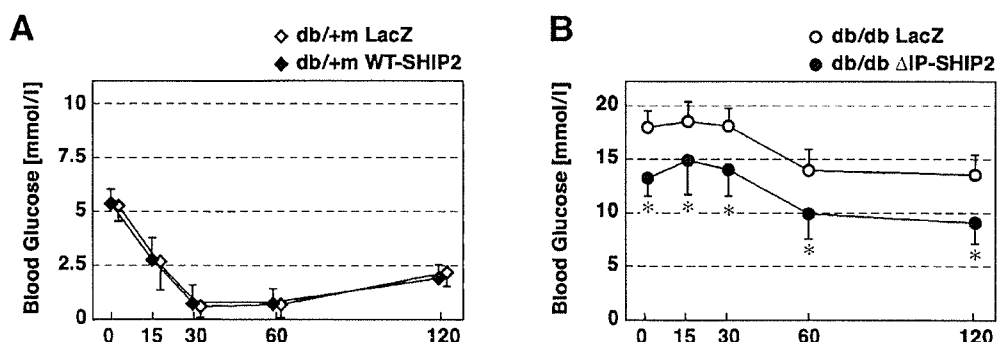 A
db/+m LacZ
db/+m WT-SHIP2
Blood Glucose [mmol/l]
10
7.5
5
2.5
0
0 15 30 60 120
B
db/db LacZ
db/db ΔIP-SHIP2
Blood Glucose [mmol/l]
20
15
10
5
0
* * * * *
0 15 30 60 120